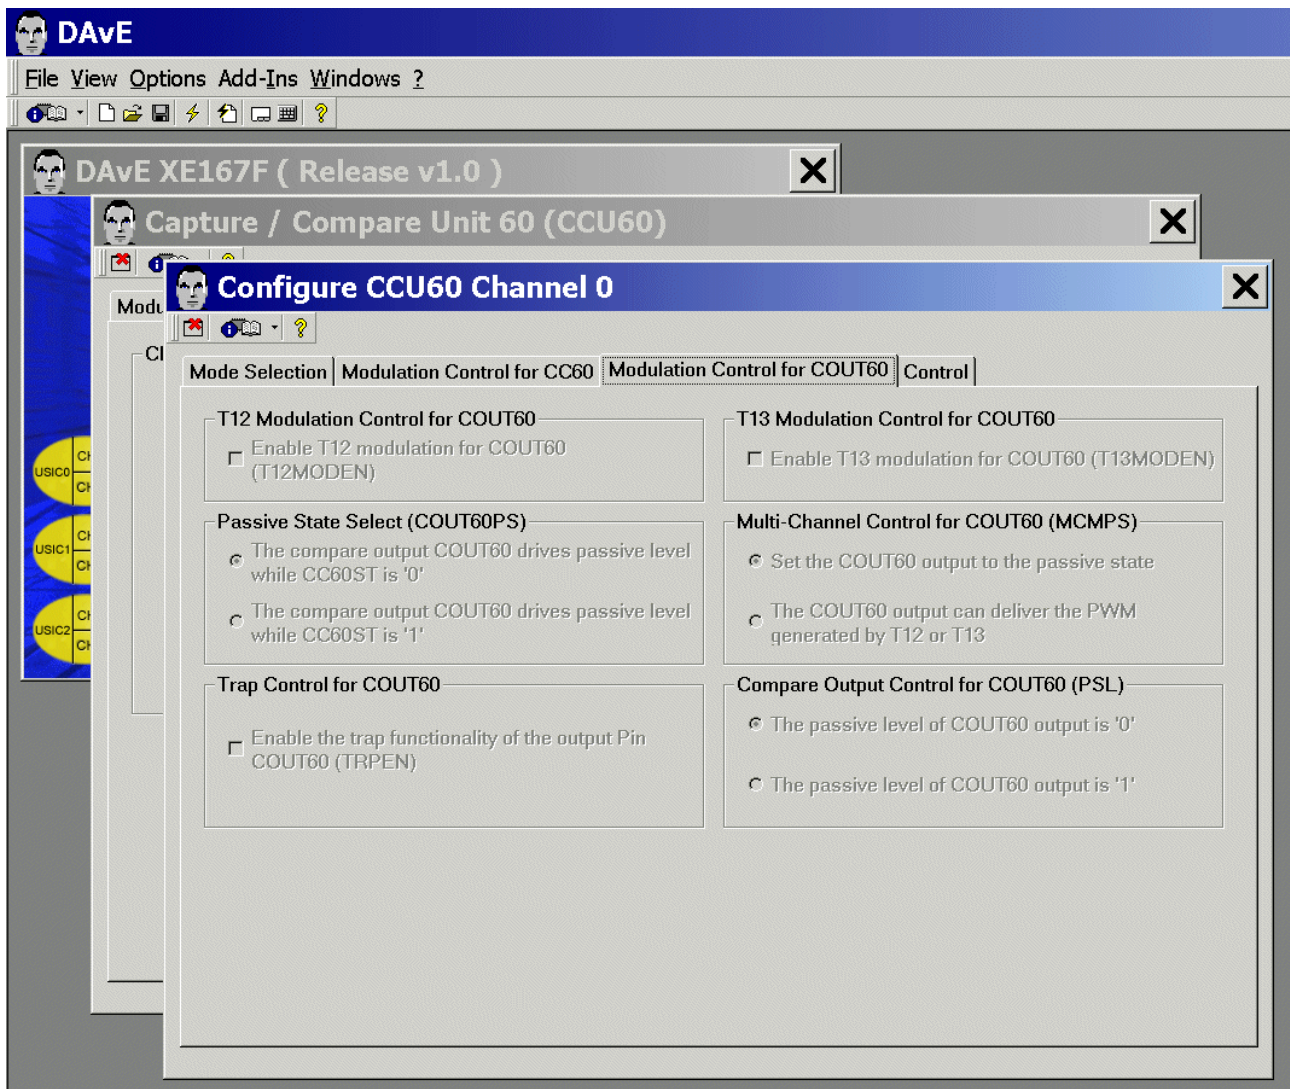 DAvE
File View Options Add-Ins Windows ?
DAvE XE167F ( Release v1.0 )
Capture / Compare Unit 60 (CCU60)
Configure CCU60 Channel 0
Mode Selection Modulation Control for CC60 Modulation Control for COUT60 Control
T12 Modulation Control for COUT60
Enable T12 modulation for COUT60
(T12MODEN)
T13 Modulation Control for COUT60
Enable T13 modulation for COUT60 (T13MODEN)
Passive State Select (COUT60PS)
The compare output COUT60 drives passive level
while CC60ST is '0'
The compare output COUT60 drives passive level
while CC60ST is '1'
Multi-Channel Control for COUT60 (MCMPS)
Set the COUT60 output to the passive state
The COUT60 output can deliver the PWM
generated by T12 or T13
Trap Control for COUT60
Enable the trap functionality of the output Pin
COUT60 (TRPEN)
Compare Output Control for COUT60 (PSL)
The passive level of COUT60 output is '0'
The passive level of COUT60 output is '1'
USIC0
USIC1
USIC2